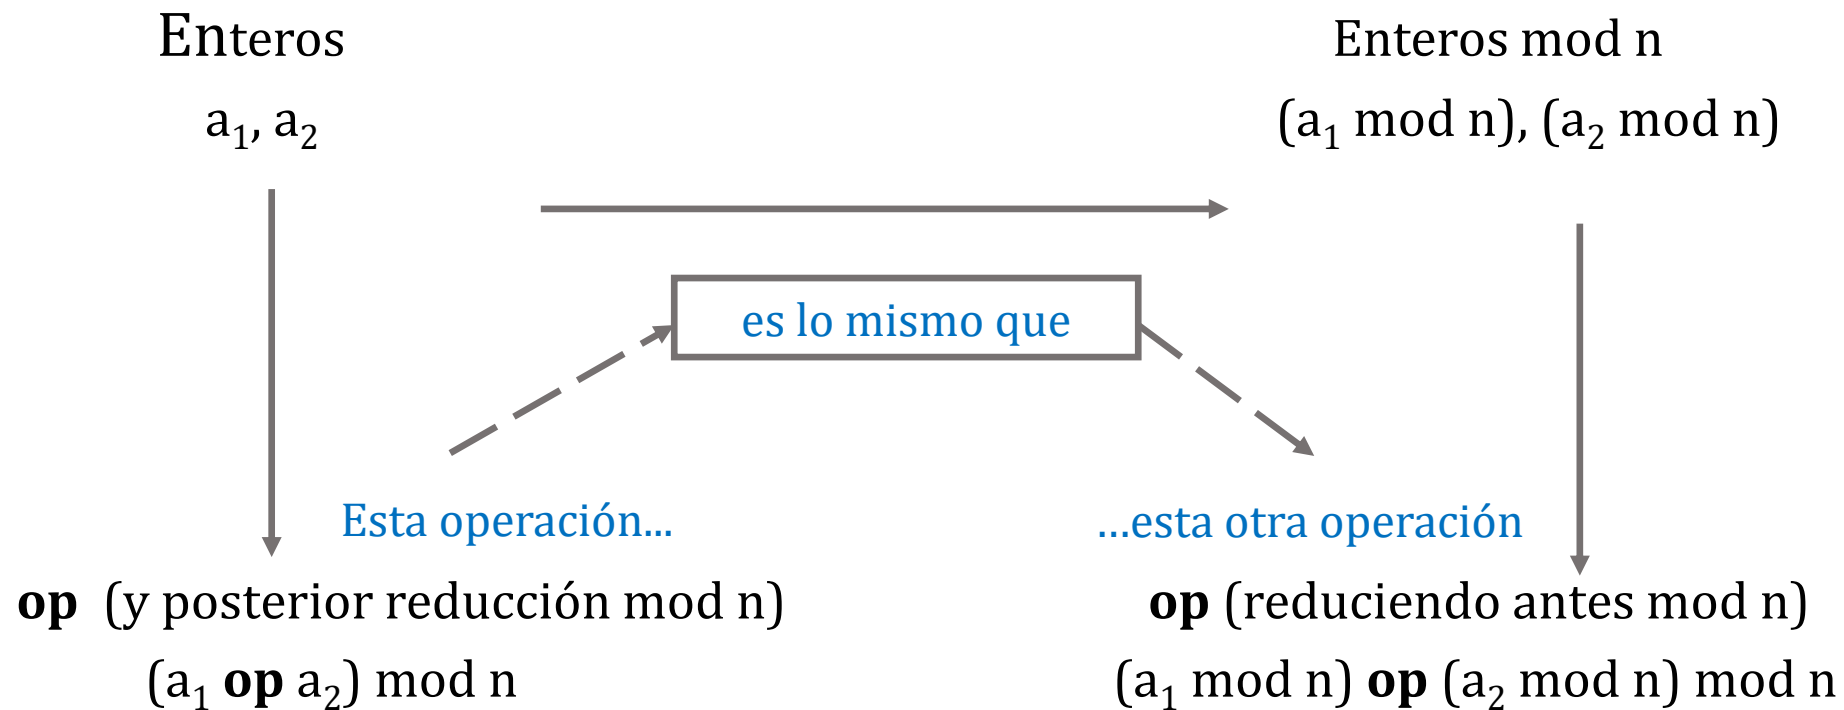 Enteros
Enteros mod n
a₁, a₂
(a₁ mod n), (a₂ mod n)
es lo mismo que
Esta operación...
...esta otra operación
op (y posterior reducción mod n)
op (reduciendo antes mod n)
(a₁ op a₂) mod n
(a₁ mod n) op (a₂ mod n) mod n